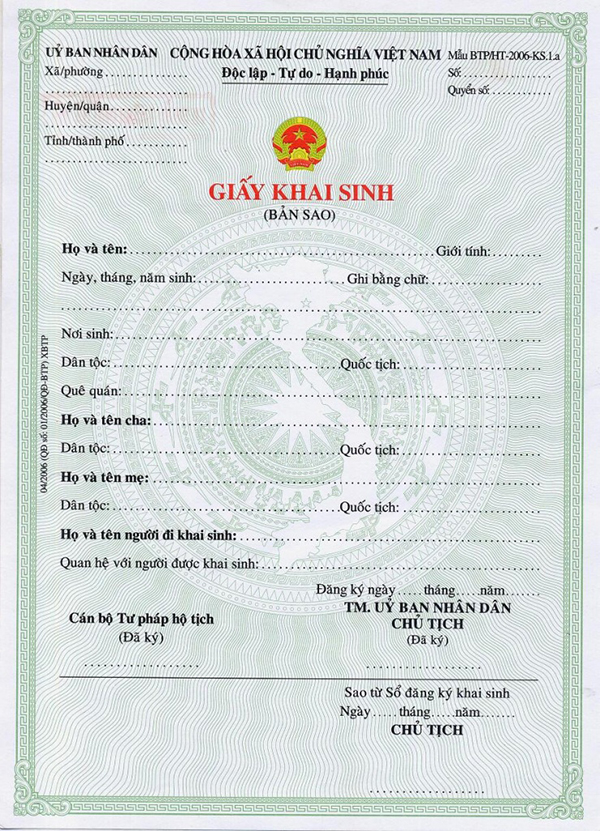 UỶ BAN NHÂN DÂN CỘNG HÒA XÃ HỘI CHỦ NGHĨA VIỆT NAM Mẫu BTP/HT-2006-KS.1.a
Xã/phường.................... Độc lập - Tự do - Hạnh phúc Số:....................
........................................ Quyển số:....................
Huyện/quận....................
........................................
Tỉnh/thành phố....................
........................................
GIẤY KHAI SINH
(BẢN SAO)
Họ và tên:........................................ Giới tính:..........
Ngày, tháng, năm sinh:.............................. Ghi bằng chữ:....................
............................................................
Nơi sinh:............................................................
Dân tộc:........................................ Quốc tịch:....................
Quê quán:............................................................
Họ và tên cha:............................................................
Dân tộc:........................................ Quốc tịch:....................
Họ và tên mẹ:............................................................
Dân tộc:........................................ Quốc tịch:....................
Họ và tên người đi khai sinh:........................................
Quan hệ với người được khai sinh:........................................
Đăng ký ngày .....tháng.....năm.......
TM. UỶ BAN NHÂN DÂN
Cán bộ Tư pháp hộ tịch CHỦ TỊCH
(Đã ký) (Đã ký)
.................... ....................
Sao từ Sổ đăng ký khai sinh
Ngày .....tháng.....năm.......
CHỦ TỊCH
....................
04/2006 (QĐ số: 01/2006/QĐ-BTP) XBTP